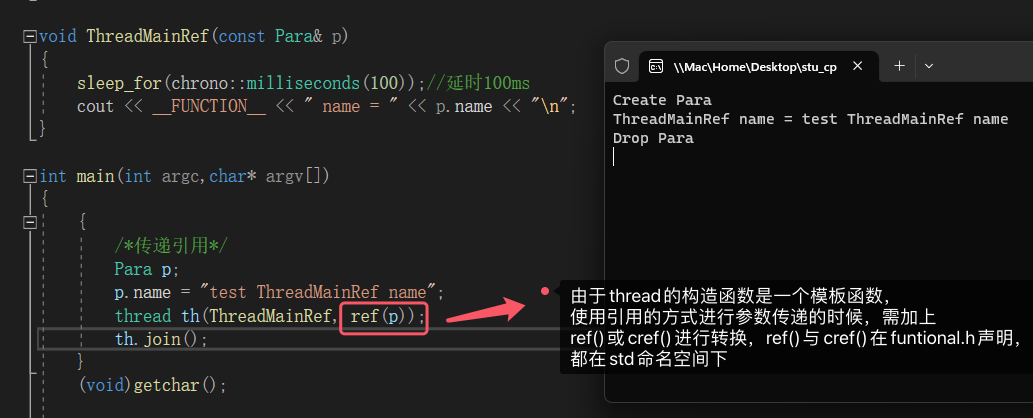 void ThreadMainRef(const Para& p)
{
sleep_for(chrono::milliseconds(100));//延时100ms
cout << __FUNCTION__ << " name = " << p.name << "\n";
}
int main(int argc,char* argv[])
{
{
/*传递引用*/
Para p;
p.name = "test ThreadMainRef name";
thread th(ThreadMainRef, ref(p));
th.join();
}
(void)getchar();
\\Mac\Home\Desktop\stu_cp
Create Para
ThreadMainRef name = test ThreadMainRef name
Drop Para
由于thread的构造函数是一个模板函数，
使用引用的方式进行参数传递的时候，需加上
ref()或cref()进行转换，ref()与cref()在funtional.h声明，
都在std命名空间下